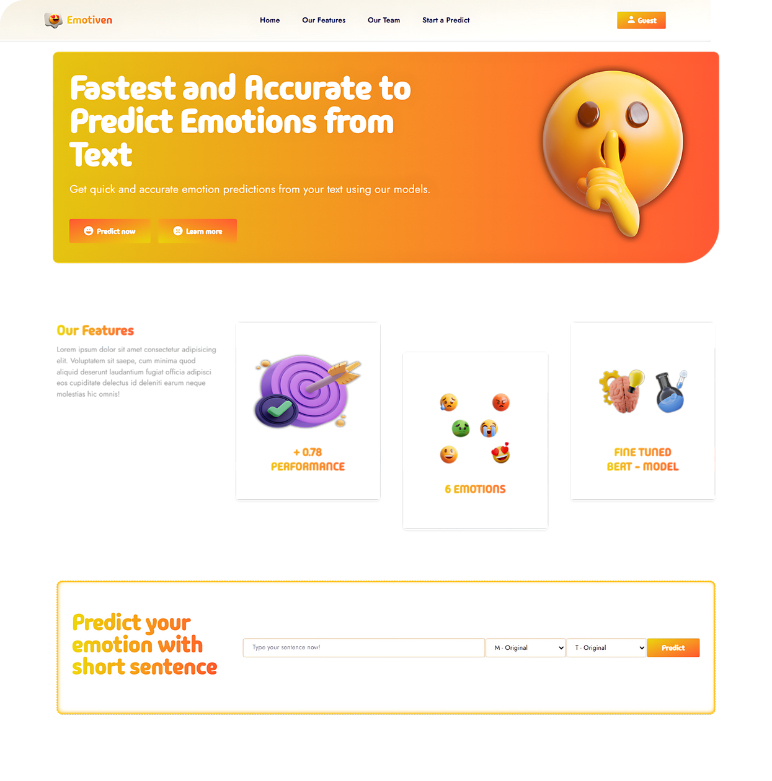 Emotiven
Home
Our Features
Our Team
Start a Predict
Guest
Fastest and Accurate to
Predict Emotions from
Text
Get quick and accurate emotion predictions from your text using our models.
Predict now
Learn more
Our Features
Lorem ipsum dolor sit amet consectetur adipisicing
elit. Voluptatem sit saepe, cum minima quod
aliquid deserunt laudantium fugiat officiis adipisci
eos cupiditate delectus id deleniti earum neque
molestias hic omnis!
+ 0.78
PERFORMANCE
6 EMOTIONS
FINE TUNED
BERT - MODEL
Predict your
emotion with
short sentence
Type your sentence now!
M - Original
T - Original
Predict